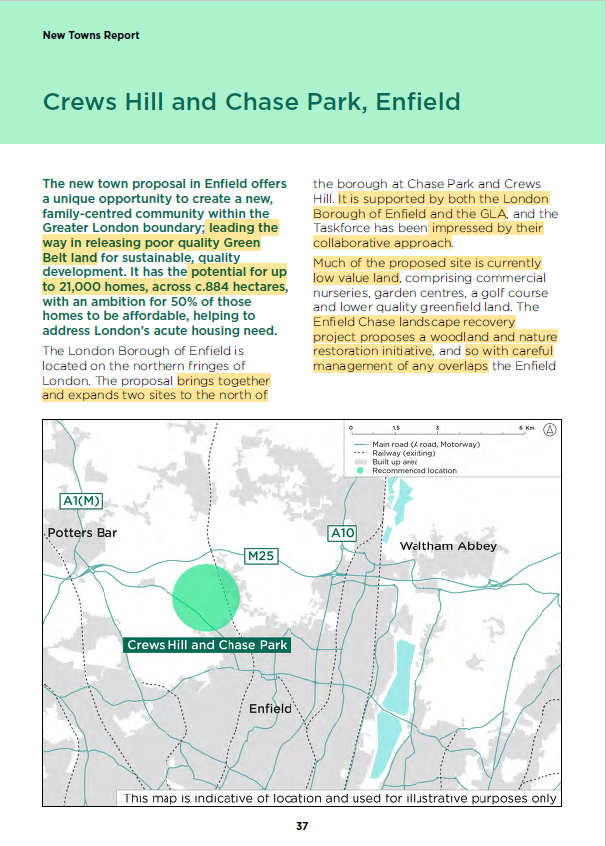 New Towns Report
Crews Hill and Chase Park, Enfield
The new town proposal in Enfield offers
a unique opportunity to create a new,
family-centred community within the
Greater London boundary; leading the
way in releasing poor quality Green
Belt land for sustainable, quality
development. It has the potential for up
to 21,000 homes, across c.884 hectares,
with an ambition for 50% of those
homes to be affordable, helping to
address London's acute housing need.
The London Borough of Enfield is
located on the northern fringes of
London. The proposal brings together
and expands two sites to the north of
the borough at Chase Park and Crews
Hill. It is supported by both the London
Borough of Enfield and the GLA, and the
Taskforce has been impressed by their
collaborative approach.
Much of the proposed site is currently
low value land, comprising commercial
nurseries, garden centres, a golf course
and lower quality greenfield land. The
Enfield Chase landscape recovery
project proposes a woodland and nature
restoration initiative, and so with careful
management of any overlaps the Enfield
0 1.5 3 6 Km
Main road (A road, Motorway)
Railway (existing)
Built up area
Recommended location
A1(M)
Potters Bar
A10
Waltham Abbey
M25
Crews Hill and Chase Park
Enfield
This map is indicative of location and used for illustrative purposes only
37